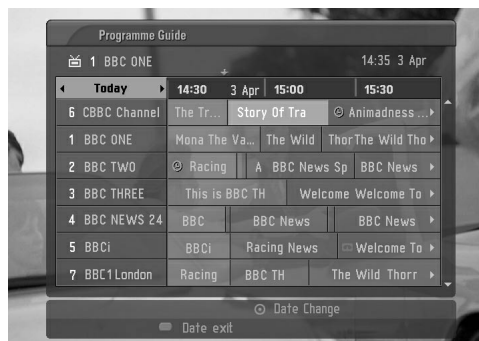 Programme Guide
1 BBC ONE 14:35 3 Apr
Today 14:30 3 Apr 15:00 15:30
6 CBBC Channel The Tr... Story Of Tra Animadness ...
1 BBC ONE Mona The Va... The Wild ThorThe Wild Tho
2 BBC TWO Racing A BBC News Sp BBC News
3 BBC THREE This is BBC TH Welcome Welcome To
4 BBC NEWS 24 BBC BBC News BBC News
5 BBCi BBCi Racing News Welcome To
7 BBC1 London Racing BBC TH The Wild Thorr
Date Change
Date exit